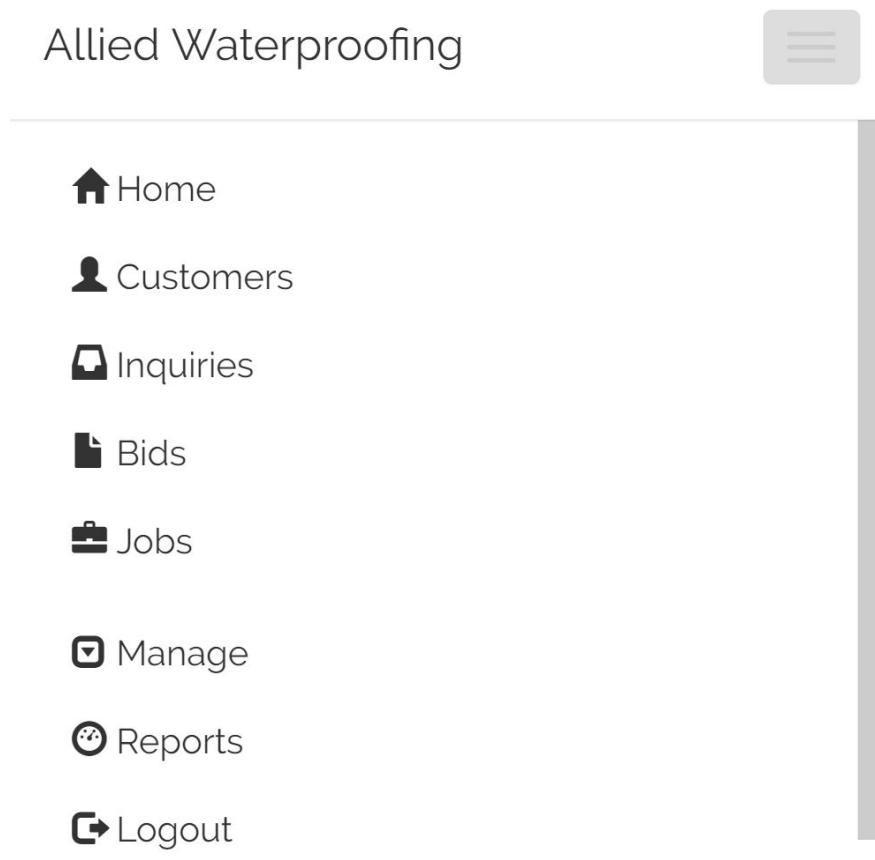 Allied Waterproofing
Home
Customers
Inquiries
Bids
Jobs
Manage
Reports
Logout